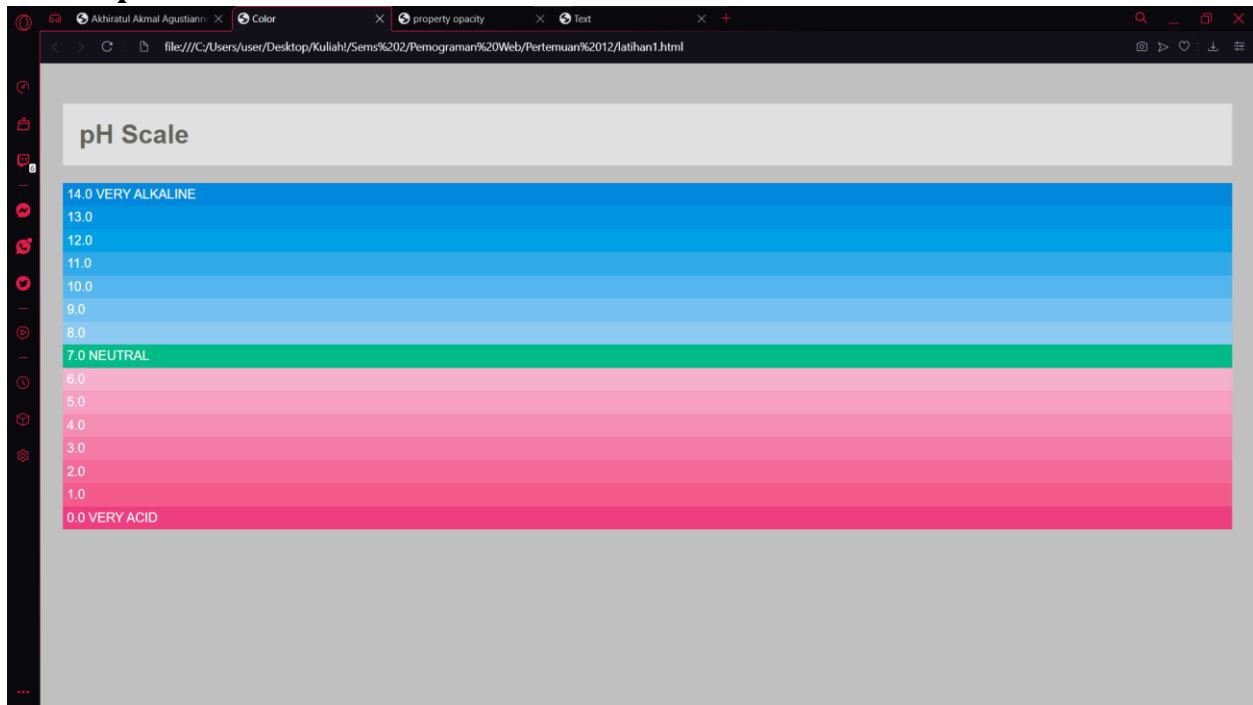 Akhiratul Akmal Agustiann
Color
property opacity
Text
file:///C:/Users/user/Desktop/Kuliah!/Sems%202/Pemograman%20Web/Pertemuan%2012/latihan1.html
6
pH Scale
14.0 VERY ALKALINE
13.0
12.0
11.0
10.0
9.0
8.0
7.0 NEUTRAL
6.0
5.0
4.0
3.0
2.0
1.0
0.0 VERY ACID